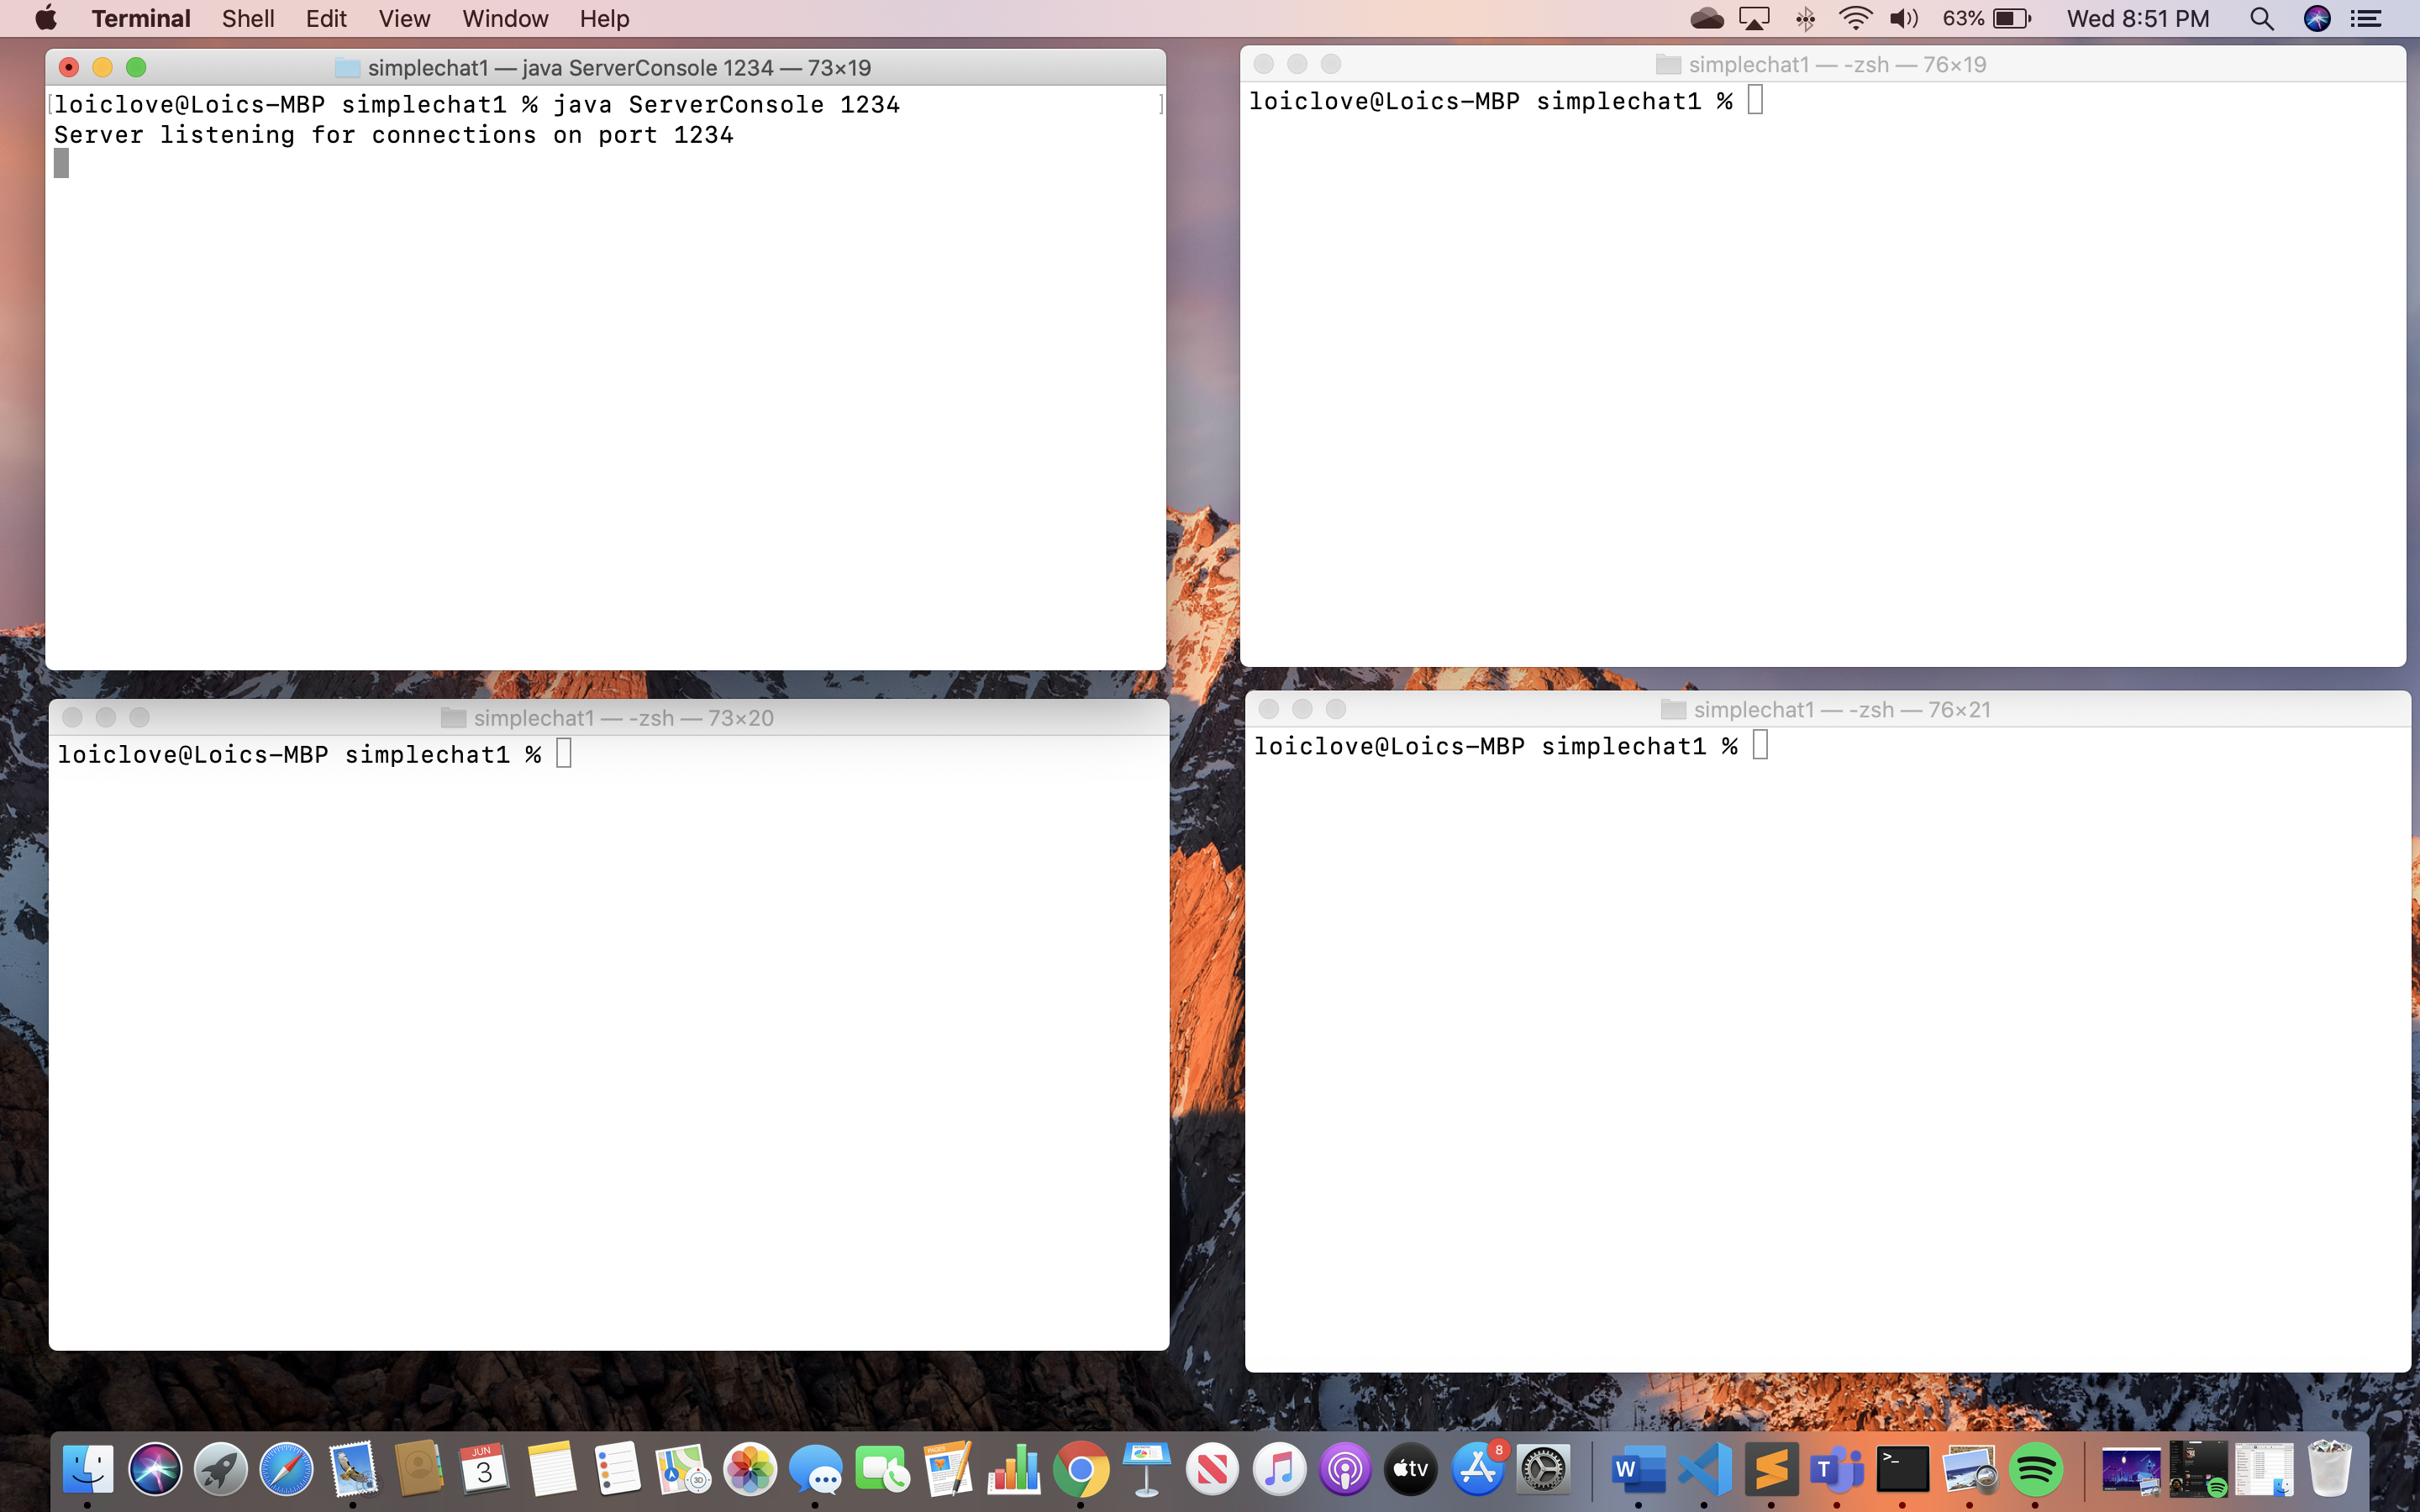 Terminal Shell Edit View Window Help 63% Wed 8:51 PM
simplechat1 — java ServerConsole 1234 — 73×19
[loiclove@Loics-MBP simplechat1 % java ServerConsole 1234 ]
Server listening for connections on port 1234
simplechat1 — -zsh — 76×19
loiclove@Loics-MBP simplechat1 %
simplechat1 — -zsh — 73×20
loiclove@Loics-MBP simplechat1 %
simplechat1 — -zsh — 76×21
loiclove@Loics-MBP simplechat1 %
JUN
3
3D
PAGES
tv
8
W
T
>_